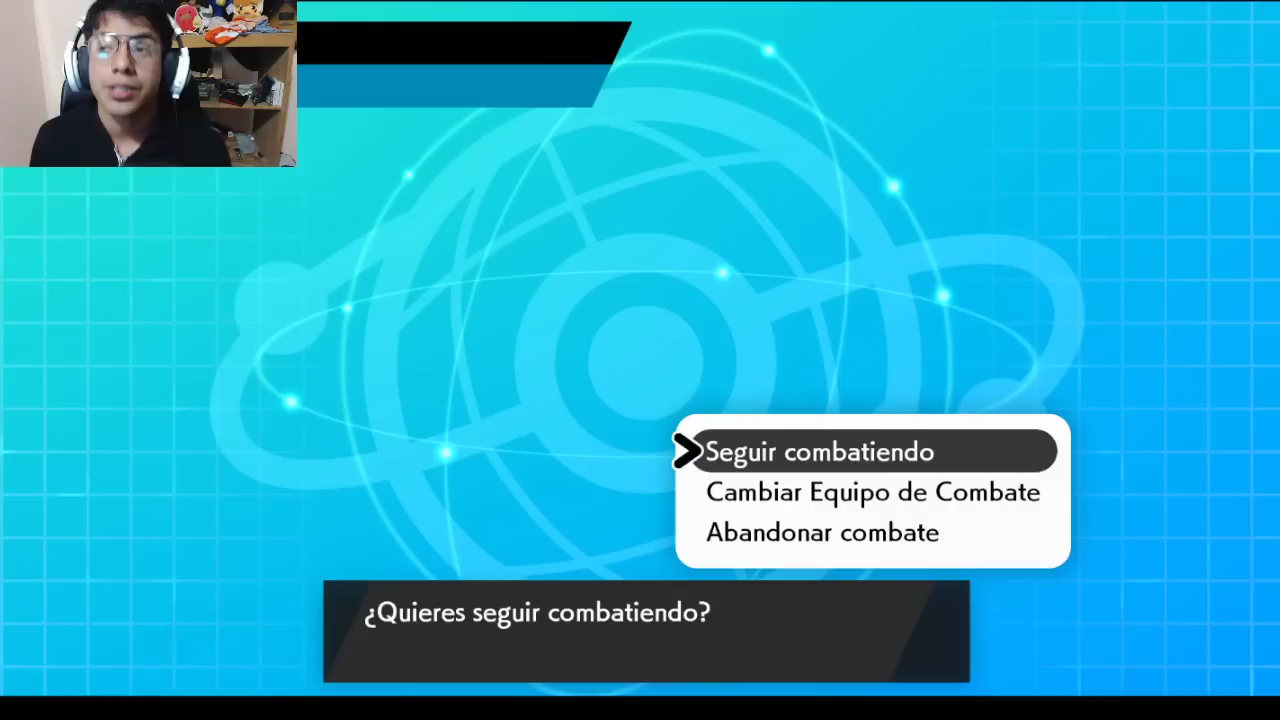 Seguir combatiendo
Cambiar Equipo de Combate
Abandonar combate
¿Quieres seguir combatiendo?